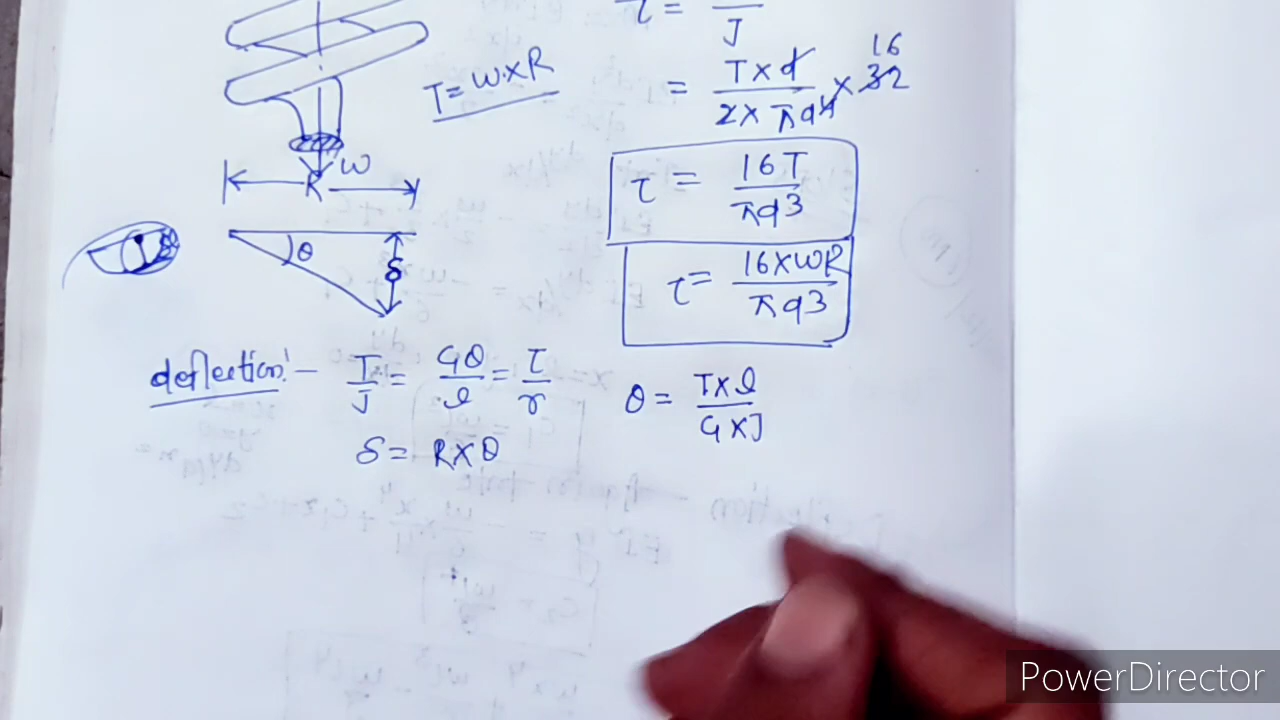 τ = — / J
T = W×R
= T×d / 2×πd4 × 32
16
W
R
τ = 16T / πd3
θ
δ
τ = 16×WR / πd3
deflection:- T/J = Gθ/l = τ/r
θ = T×l / G×J
δ = R×θ
PowerDirector